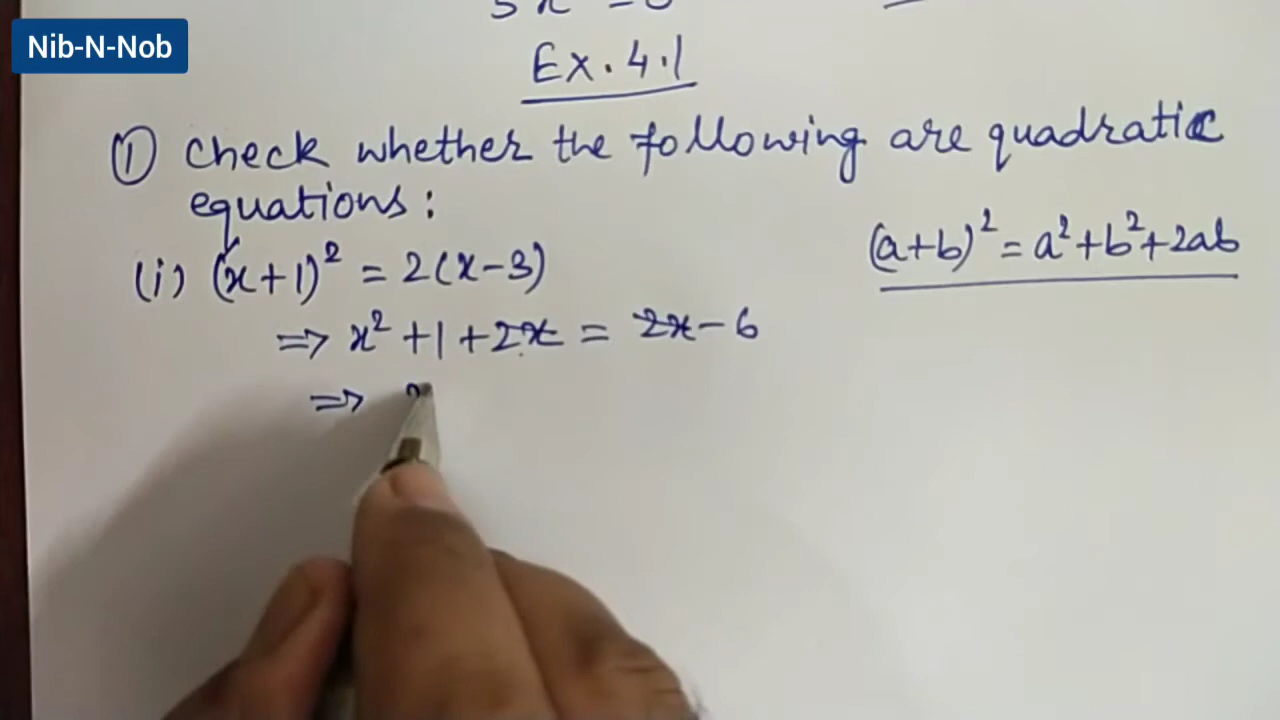 Nib-N-Nob
Ex. 4.1
① Check whether the following are quadratic
equations:
(a+b)² = a²+b²+2ab
(i) (x+1)² = 2(x-3)
⇒ x² +1 +2x = 2x - 6
⇒